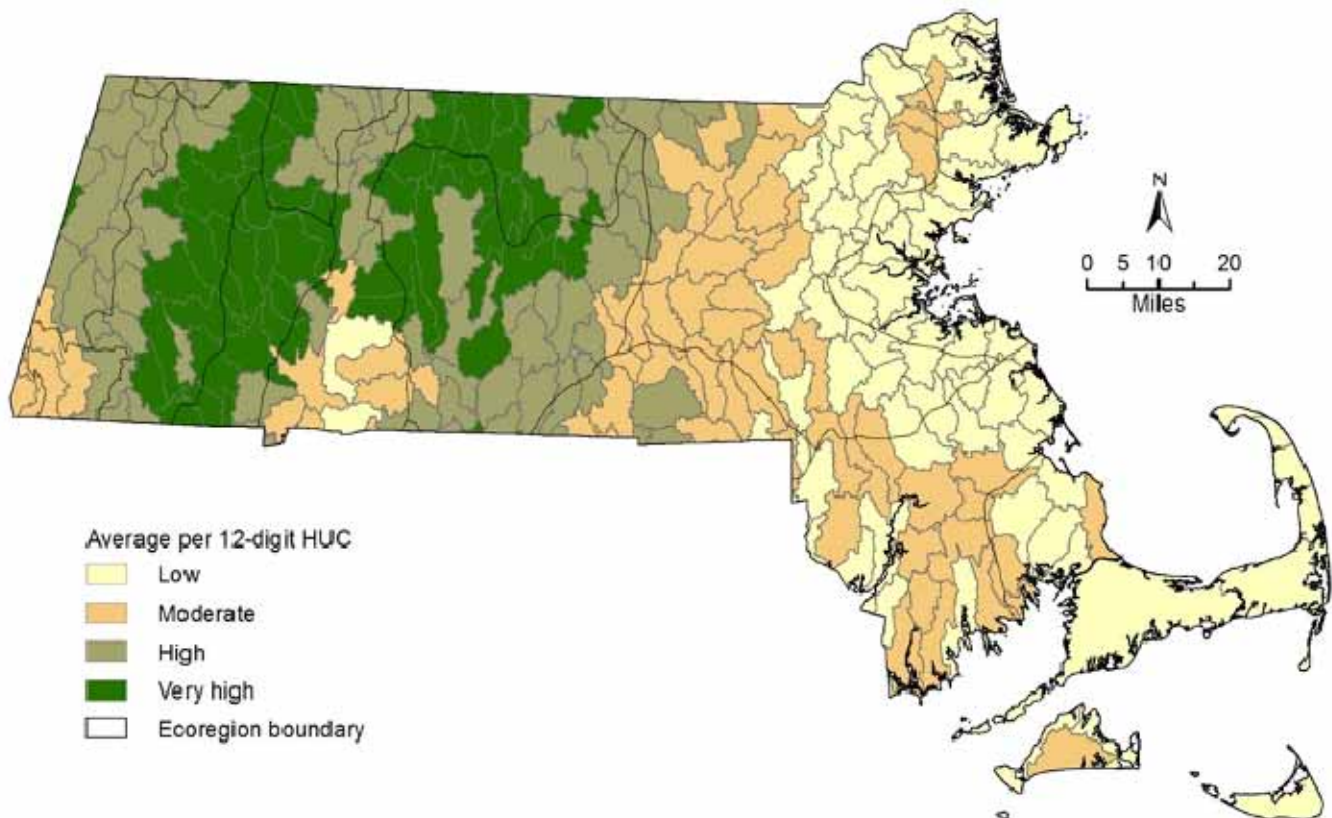 N
0 5 10 20
Miles
Average per 12-digit HUC
Low
Moderate
High
Very high
Ecoregion boundary